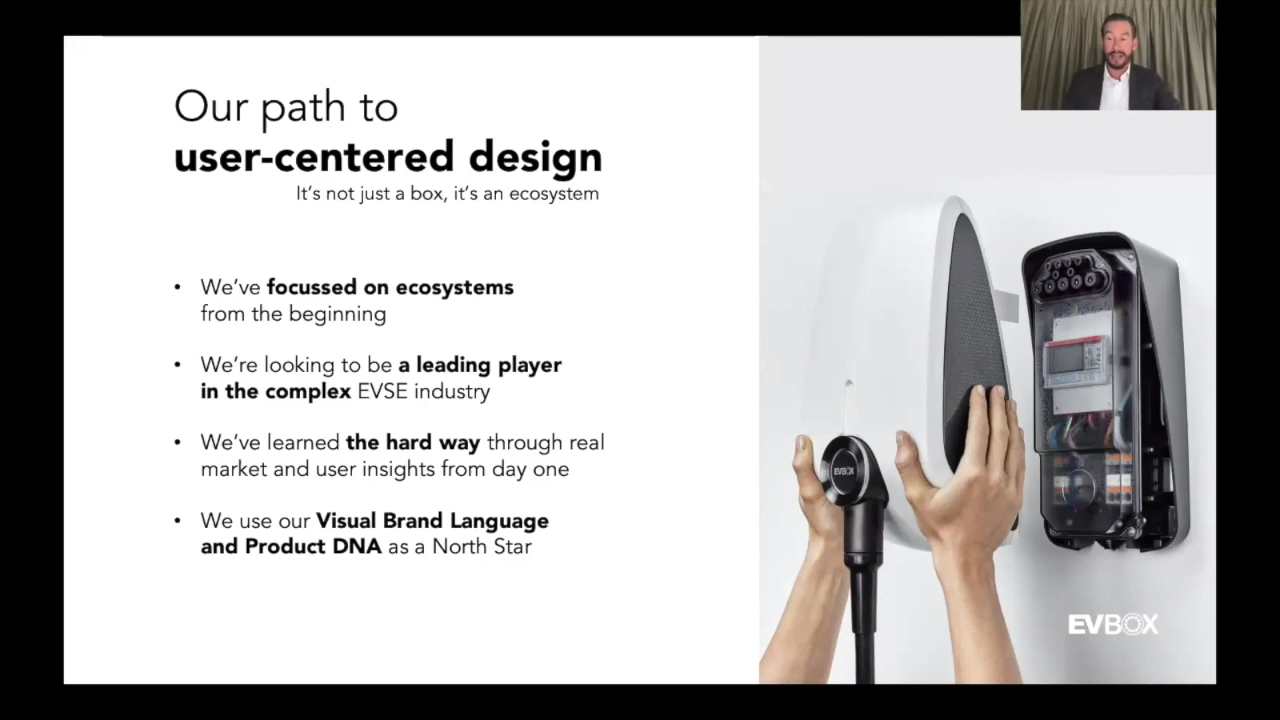 Our path to
user-centered design
It's not just a box, it's an ecosystem
• We've focussed on ecosystems
from the beginning
• We're looking to be a leading player
in the complex EVSE industry
• We've learned the hard way through real
market and user insights from day one
• We use our Visual Brand Language
and Product DNA as a North Star
EVBOX
EVBOX